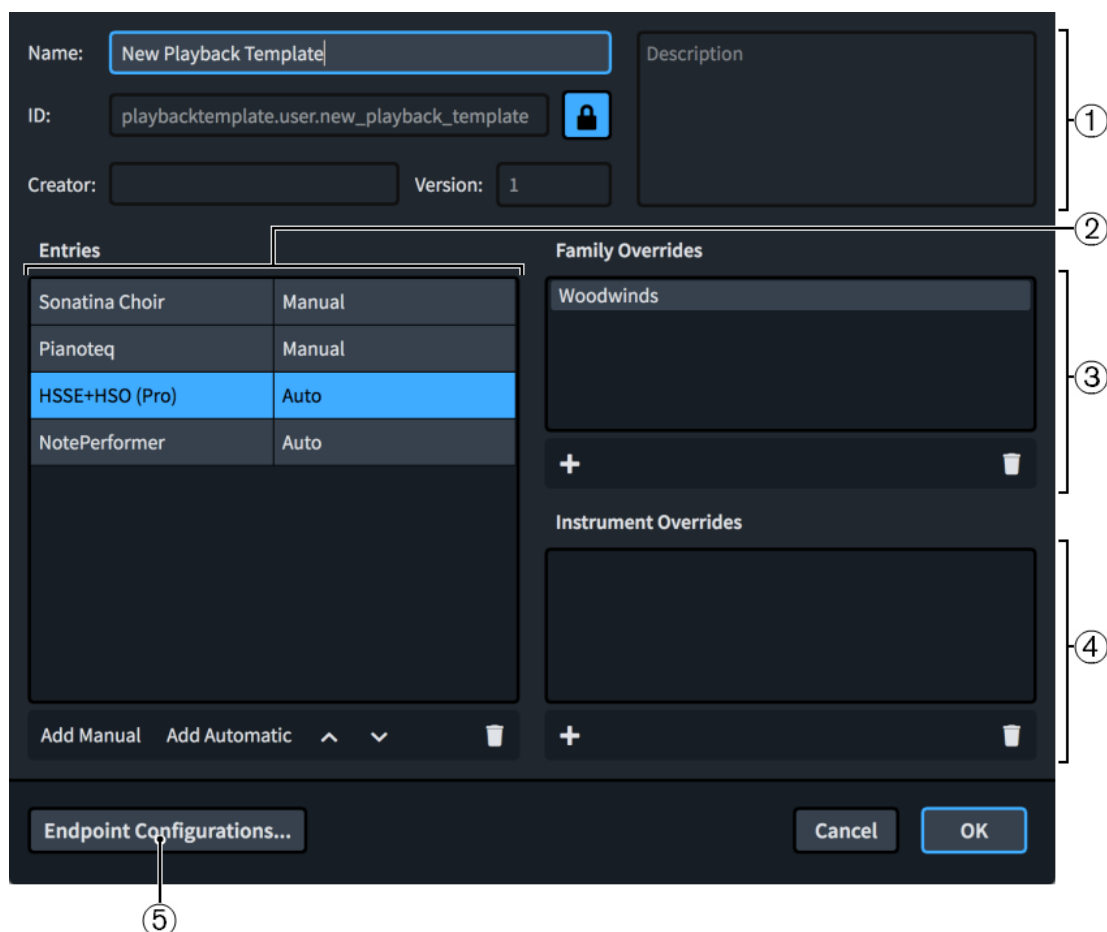 Name:
New Playback Template
Description
ID:
playbacktemplate.user.new_playback_template
①
Creator:
Version:
1
②
Entries
Family Overrides
Sonatina Choir
Manual
Woodwinds
Pianoteq
Manual
③
HSSE+HSO (Pro)
Auto
NotePerformer
Auto
+
Instrument Overrides
④
Add Manual
Add Automatic
+
Endpoint Configurations...
Cancel
OK
⑤